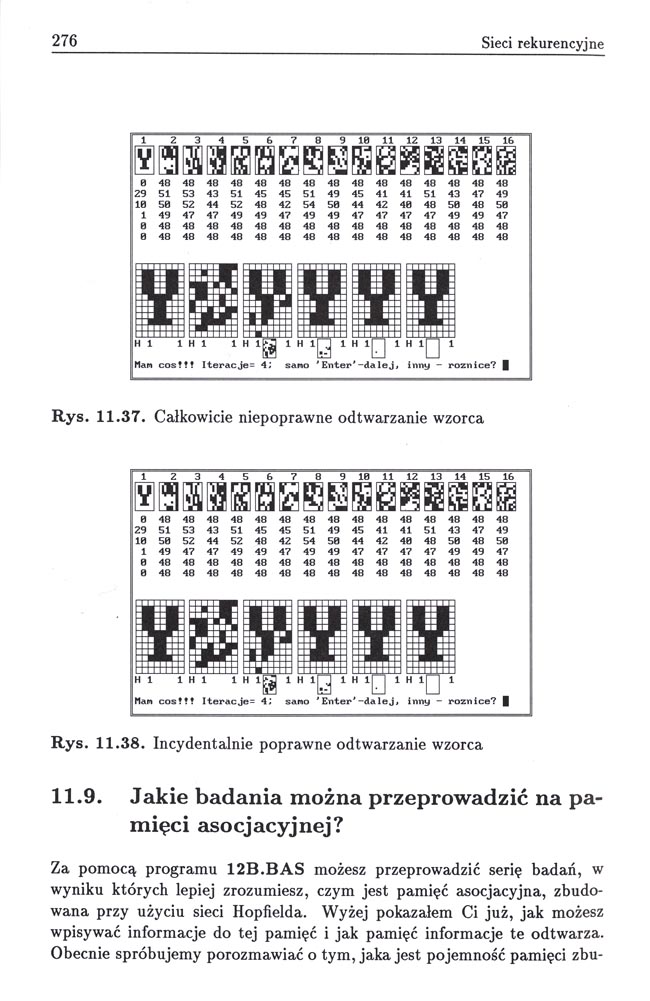 276
Sieci rekurencyjne
1 2 3 4 5 6 7 8 9 10 11 12 13 14 15 16
0 48 48 48 48 48 48 48 48 48 48 48 48 48 48 48
29 51 53 43 51 45 45 51 49 45 41 41 51 43 47 49
10 50 52 44 52 48 42 54 50 44 42 40 48 50 48 50
1 49 47 47 49 49 47 49 49 47 47 47 47 49 49 47
0 48 48 48 48 48 48 48 48 48 48 48 48 48 48 48
0 48 48 48 48 48 48 48 48 48 48 48 48 48 48 48
H 1 1 H 1 1 H 1 1 H 1 1 H 1 1 H 1 1
Mam cos!!! Iteracje= 4; samo 'Enter'-dalej, inny - roznice?
Rys. 11.37. Całkowicie niepoprawne odtwarzanie wzorca
1 2 3 4 5 6 7 8 9 10 11 12 13 14 15 16
0 48 48 48 48 48 48 48 48 48 48 48 48 48 48 48
29 51 53 43 51 45 45 51 49 45 41 41 51 43 47 49
10 50 52 44 52 48 42 54 50 44 42 40 48 50 48 50
1 49 47 47 49 49 47 49 49 47 47 47 47 49 49 47
0 48 48 48 48 48 48 48 48 48 48 48 48 48 48 48
0 48 48 48 48 48 48 48 48 48 48 48 48 48 48 48
H 1 1 H 1 1 H 1 1 H 1 1 H 1 1 H 1 1
Mam cos!!! Iteracje= 4; samo 'Enter'-dalej, inny - roznice?
Rys. 11.38. Incydentalnie poprawne odtwarzanie wzorca
11.9. Jakie badania można przeprowadzić na pa-
mięci asocjacyjnej?
Za pomocą programu 12B.BAS możesz przeprowadzić serię badań, w
wyniku których lepiej zrozumiesz, czym jest pamięć asocjacyjna, zbudo-
wana przy użyciu sieci Hopfielda. Wyżej pokazałem Ci już, jak możesz
wpisywać informacje do tej pamięć i jak pamięć informacje te odtwarza.
Obecnie spróbujemy porozmawiać o tym, jaka jest pojemność pamięci zbu-